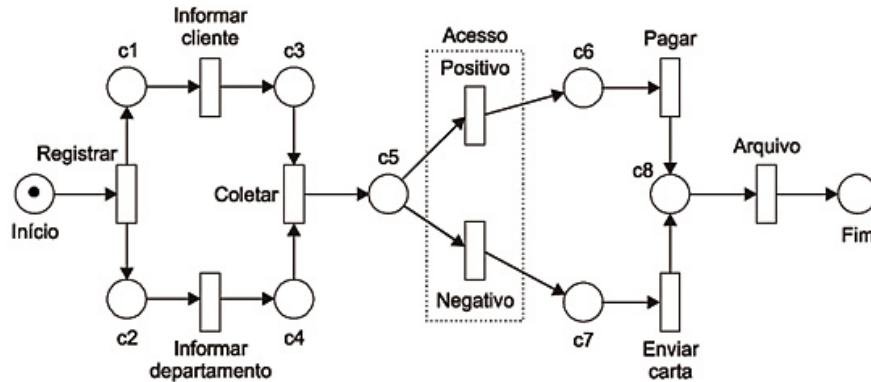 Informar
cliente
c1
c3
Acesso
Positivo
c6
Pagar
Registrar
Coletar
c5
c8
Arquivo
Início
Fim
Negativo
c2
c4
c7
Informar
departamento
Enviar
carta